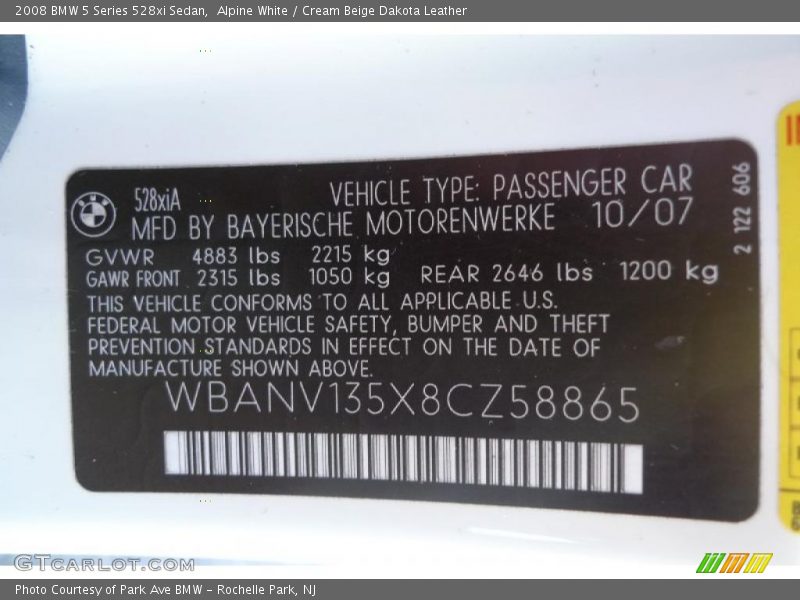 2008 BMW 5 Series 528xi Sedan,  Alpine White / Cream Beige Dakota Leather
528xiA
VEHICLE TYPE: PASSENGER CAR
MFD BY BAYERISCHE MOTORENWERKE 10/07
GVWR 4883 lbs 2215 kg
GAWR FRONT 2315 lbs 1050 kg REAR 2646 lbs 1200 kg
THIS VEHICLE CONFORMS TO ALL APPLICABLE U.S.
FEDERAL MOTOR VEHICLE SAFETY, BUMPER AND THEFT
PREVENTION STANDARDS IN EFFECT ON THE DATE OF
MANUFACTURE SHOWN ABOVE.
WBANV135X8CZ58865
2 122 606
GTCARLOT.COM
Photo Courtesy of Park Ave BMW – Rochelle Park, NJ